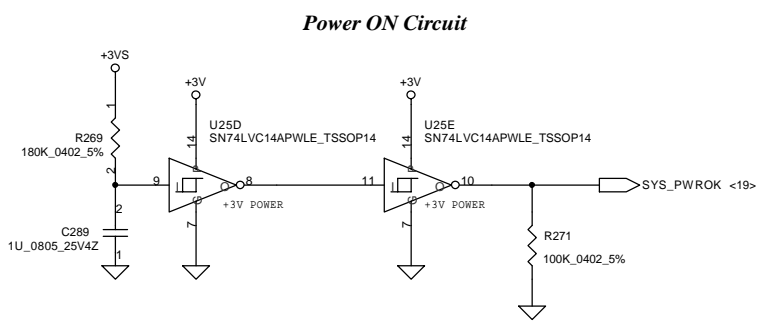 Power ON Circuit
+3VS
+3V
+3V
1
R269
180K_0402_5%
2
U25D
SN74LVC14APWLE_TSSOP14
U25E
SN74LVC14APWLE_TSSOP14
14
14
P
P
9
I
O
8
11
I
O
10
G
G
+3V POWER
+3V POWER
7
7
SYS_PWROK <19>
2
C289
1U_0805_25V4Z
1
R271
100K_0402_5%